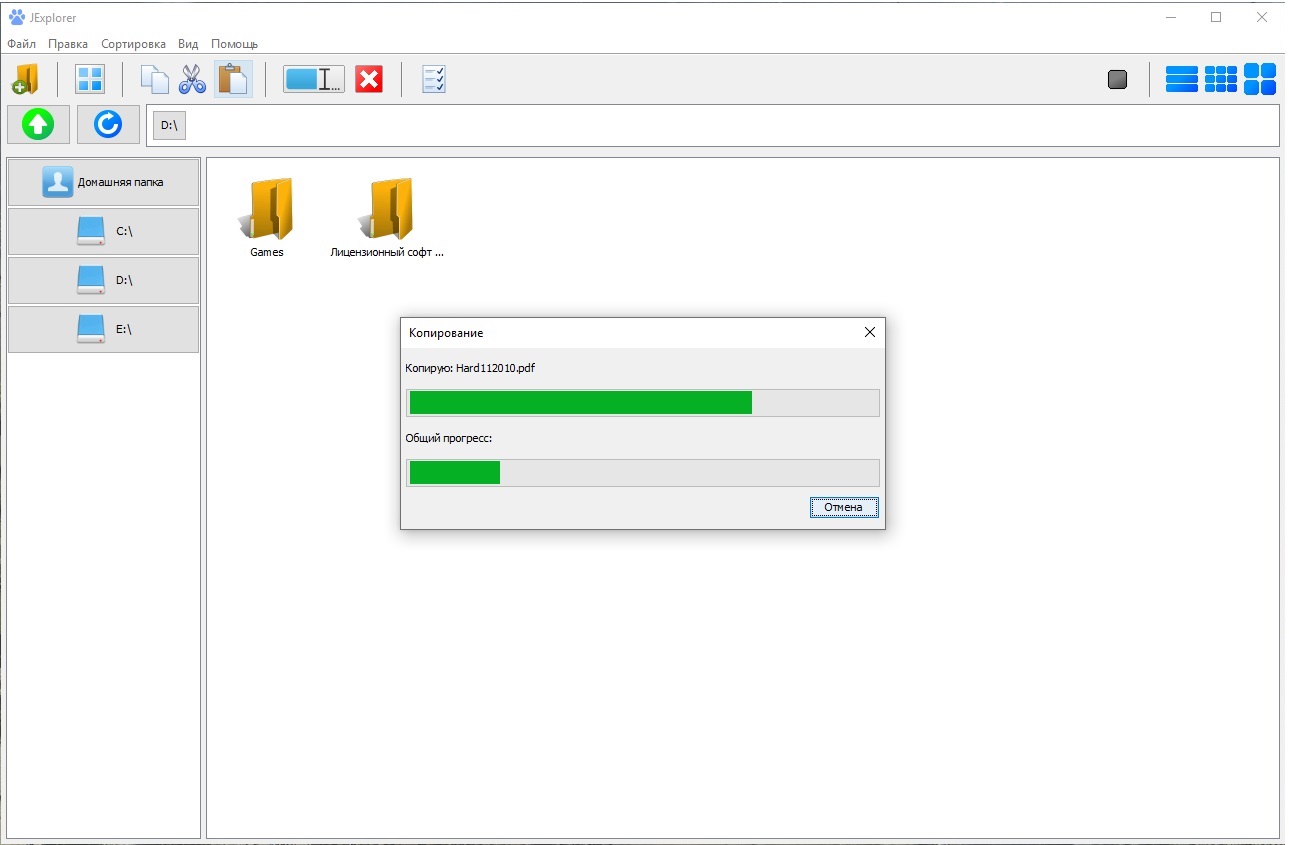 JExplorer
Файл Правка Сортировка Вид Помощь
D:\
Домашняя папка
C:\
D:\
E:\
Games
Лицензионный софт ...
Копирование
Копирую: Hard112010.pdf
Общий прогресс:
Отмена